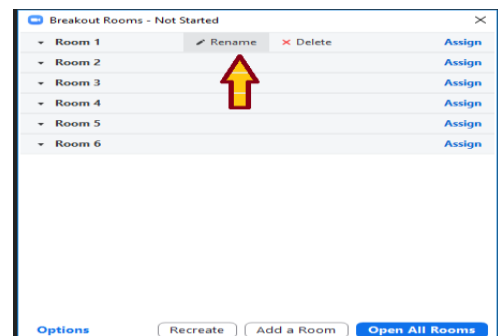 Breakout Rooms - Not Started
Room 1 Rename Delete Assign
Room 2 Assign
Room 3 Assign
Room 4 Assign
Room 5 Assign
Room 6 Assign
Options Recreate Add a Room Open All Rooms